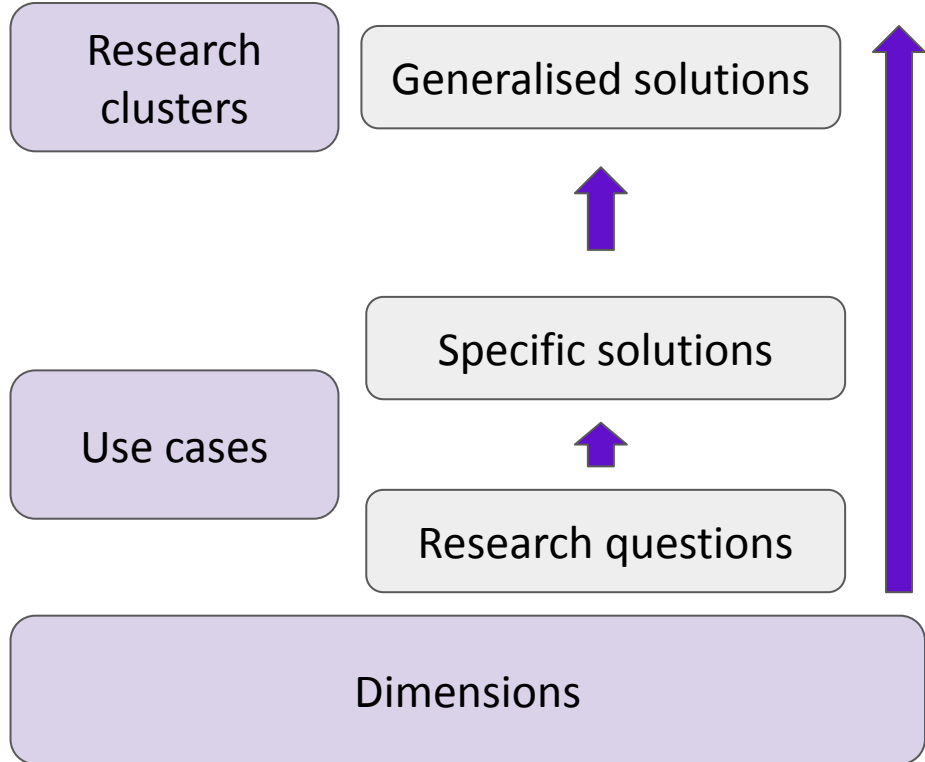 Research
clusters
Generalised solutions
Specific solutions
Use cases
Research questions
Dimensions